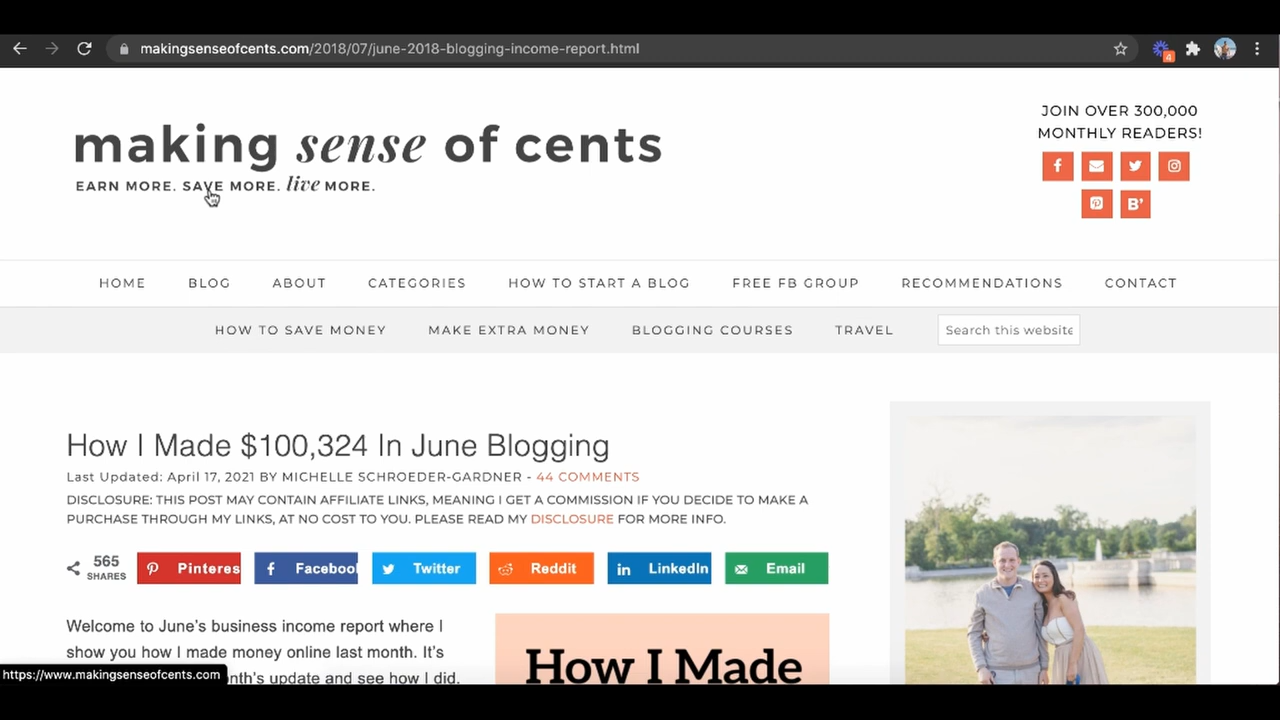 makingsenseofcents.com/2018/07/june-2018-blogging-income-report.html
4
making sense of cents
EARN MORE. SAVE MORE. live MORE.
JOIN OVER 300,000
MONTHLY READERS!
B'
HOME BLOG ABOUT CATEGORIES HOW TO START A BLOG FREE FB GROUP RECOMMENDATIONS CONTACT
HOW TO SAVE MONEY MAKE EXTRA MONEY BLOGGING COURSES TRAVEL Search this website
How I Made $100,324 In June Blogging
Last Updated: April 17, 2021 BY MICHELLE SCHROEDER-GARDNER - 44 COMMENTS
DISCLOSURE: THIS POST MAY CONTAIN AFFILIATE LINKS, MEANING I GET A COMMISSION IF YOU DECIDE TO MAKE A
PURCHASE THROUGH MY LINKS, AT NO COST TO YOU. PLEASE READ MY DISCLOSURE FOR MORE INFO.
565
SHARES
Pinteres Facebool Twitter Reddit LinkedIn Email
Welcome to June's business income report where I
show you how I made money online last month. It's
nth's update and see how I did.
How I Made
https://www.makingsenseofcents.com